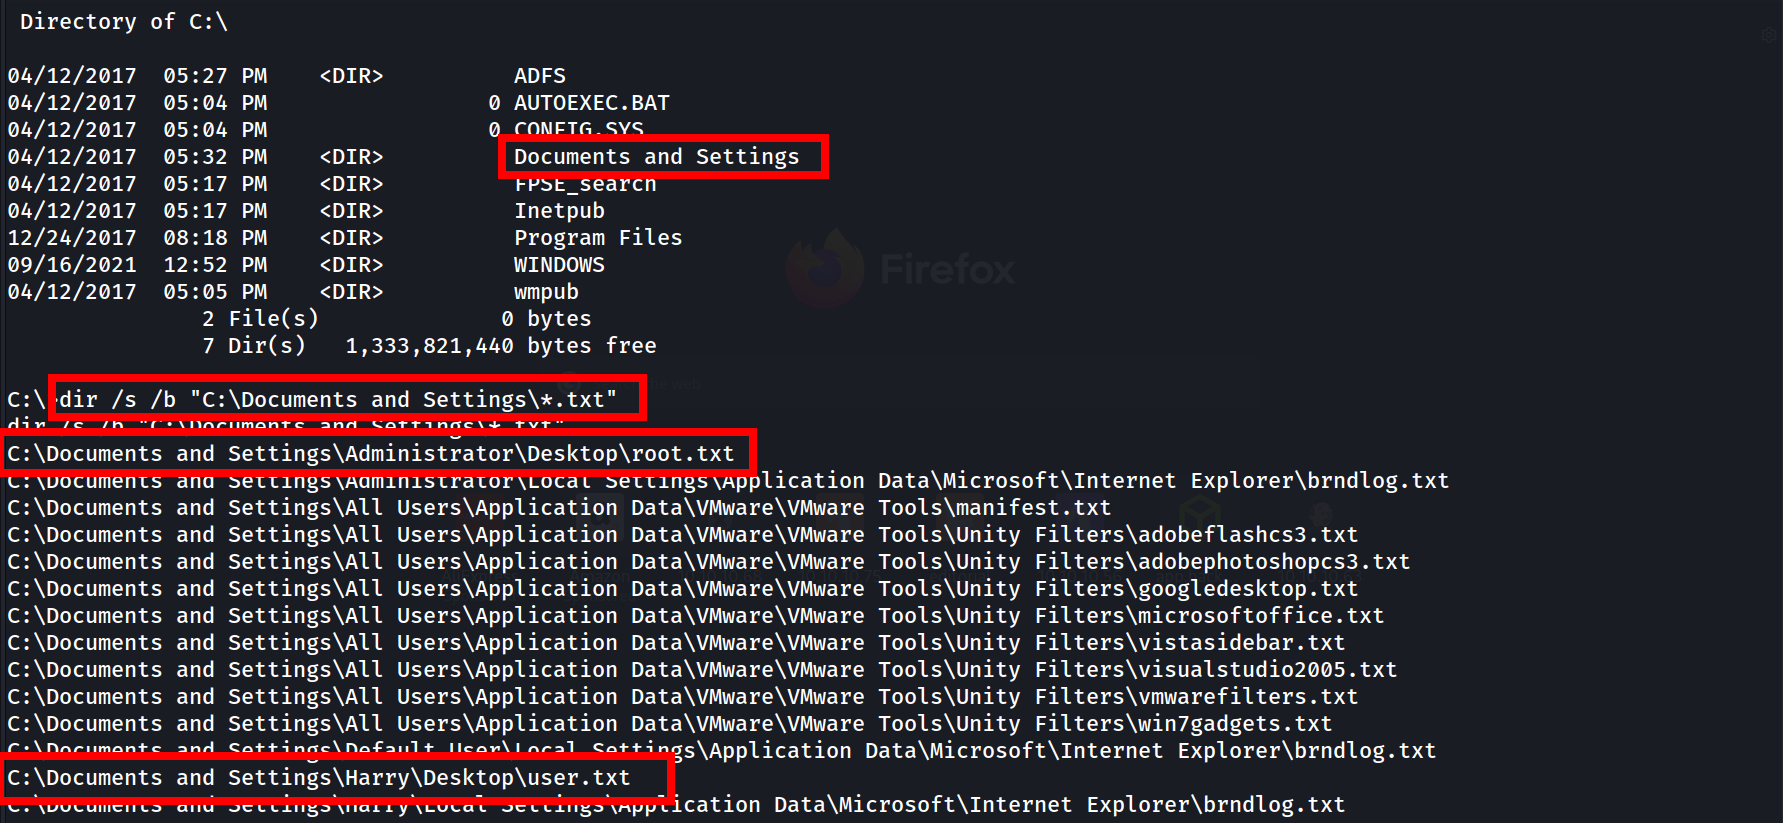 Directory of C:\
04/12/2017  05:27 PM    <DIR>          ADFS
04/12/2017  05:04 PM                 0 AUTOEXEC.BAT
04/12/2017  05:04 PM                 0 CONFIG.SYS
04/12/2017  05:32 PM    <DIR>          Documents and Settings
04/12/2017  05:17 PM    <DIR>          FPSE_search
04/12/2017  05:17 PM    <DIR>          Inetpub
12/24/2017  08:18 PM    <DIR>          Program Files
09/16/2021  12:52 PM    <DIR>          WINDOWS
04/12/2017  05:05 PM    <DIR>          wmpub
2 File(s)              0 bytes
7 Dir(s)   1,333,821,440 bytes free
Firefox
C:\>dir /s /b "C:\Documents and Settings\*.txt"
dir /s /b "C:\Documents and Settings\*.txt"
C:\Documents and Settings\Administrator\Desktop\root.txt
C:\Documents and Settings\Administrator\Local Settings\Application Data\Microsoft\Internet Explorer\brndlog.txt
C:\Documents and Settings\All Users\Application Data\VMware\VMware Tools\manifest.txt
C:\Documents and Settings\All Users\Application Data\VMware\VMware Tools\Unity Filters\adobeflashcs3.txt
C:\Documents and Settings\All Users\Application Data\VMware\VMware Tools\Unity Filters\adobephotoshopcs3.txt
C:\Documents and Settings\All Users\Application Data\VMware\VMware Tools\Unity Filters\googledesktop.txt
C:\Documents and Settings\All Users\Application Data\VMware\VMware Tools\Unity Filters\microsoftoffice.txt
C:\Documents and Settings\All Users\Application Data\VMware\VMware Tools\Unity Filters\vistasidebar.txt
C:\Documents and Settings\All Users\Application Data\VMware\VMware Tools\Unity Filters\visualstudio2005.txt
C:\Documents and Settings\All Users\Application Data\VMware\VMware Tools\Unity Filters\vmwarefilters.txt
C:\Documents and Settings\All Users\Application Data\VMware\VMware Tools\Unity Filters\win7gadgets.txt
C:\Documents and Settings\Default User\Local Settings\Application Data\Microsoft\Internet Explorer\brndlog.txt
C:\Documents and Settings\Harry\Desktop\user.txt
C:\Documents and Settings\Harry\Local Settings\Application Data\Microsoft\Internet Explorer\brndlog.txt